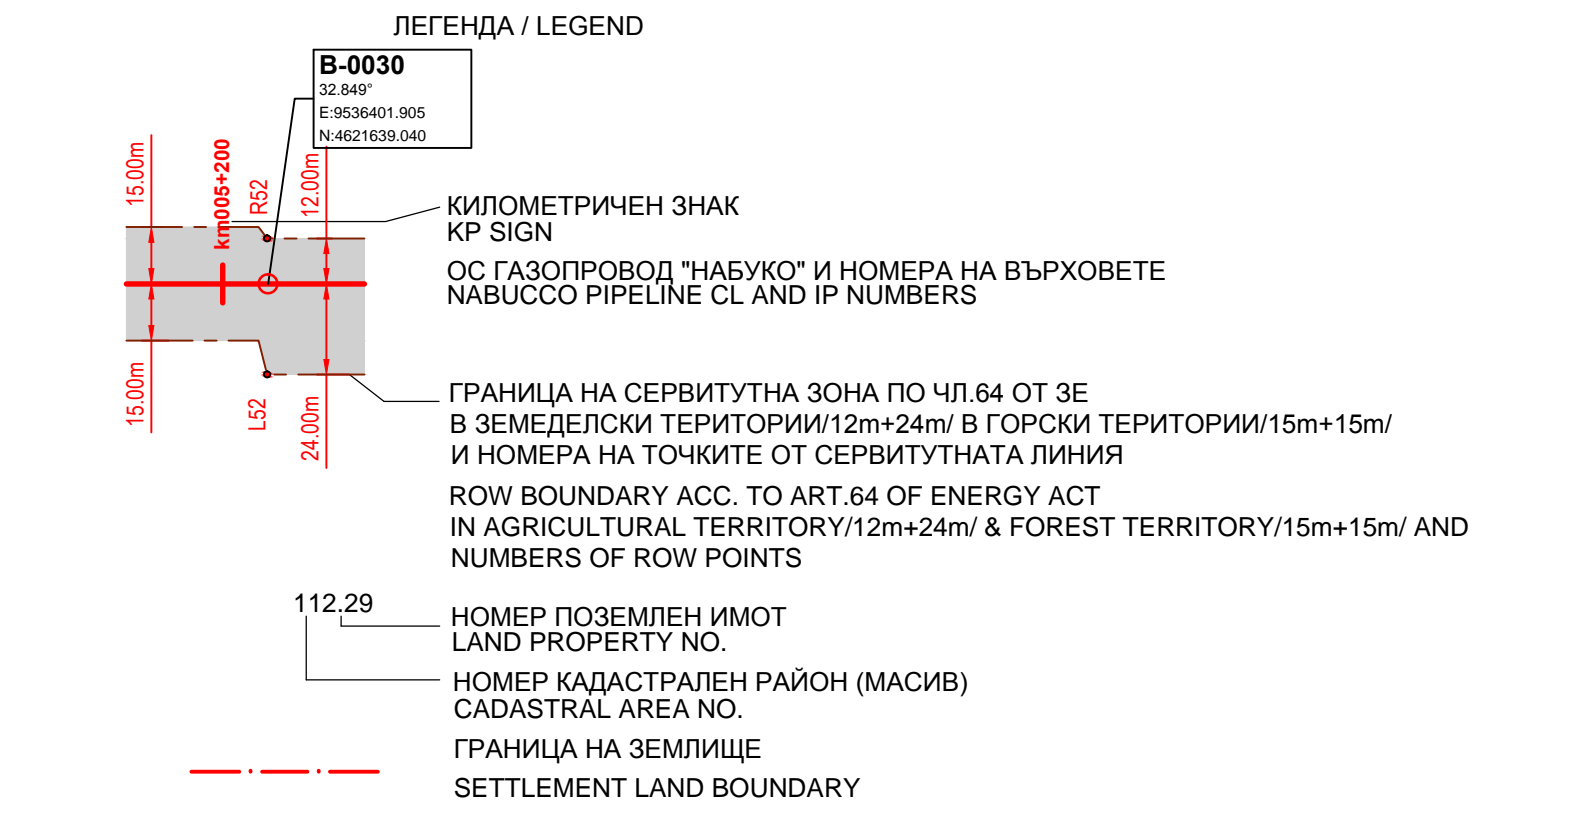 ЛЕГЕНДА / LEGEND
B-0030
32.849°
E:9536401.905
N:4621639.040
15.00m
km005+200
R52
12.00m
КИЛОМЕТРИЧЕН ЗНАК
KP SIGN
ОС ГАЗОПРОВОД "НАБУКО" И НОМЕРА НА ВЪРХОВЕТЕ
NABUCCO PIPELINE CL AND IP NUMBERS
15.00m
L52
24.00m
ГРАНИЦА НА СЕРВИТУТНА ЗОНА ПО ЧЛ.64 ОТ ЗЕ
В ЗЕМЕДЕЛСКИ ТЕРИТОРИИ/12m+24m/ В ГОРСКИ ТЕРИТОРИИ/15m+15m/
И НОМЕРА НА ТОЧКИТЕ ОТ СЕРВИТУТНАТА ЛИНИЯ
ROW BOUNDARY ACC. TO ART.64 OF ENERGY ACT
IN AGRICULTURAL TERRITORY/12m+24m/ & FOREST TERRITORY/15m+15m/ AND
NUMBERS OF ROW POINTS
112.29
НОМЕР ПОЗЕМЛЕН ИМОТ
LAND PROPERTY NO.
НОМЕР КАДАСТРАЛЕН РАЙОН (МАСИВ)
CADASTRAL AREA NO.
ГРАНИЦА НА ЗЕМЛИЩЕ
SETTLEMENT LAND BOUNDARY